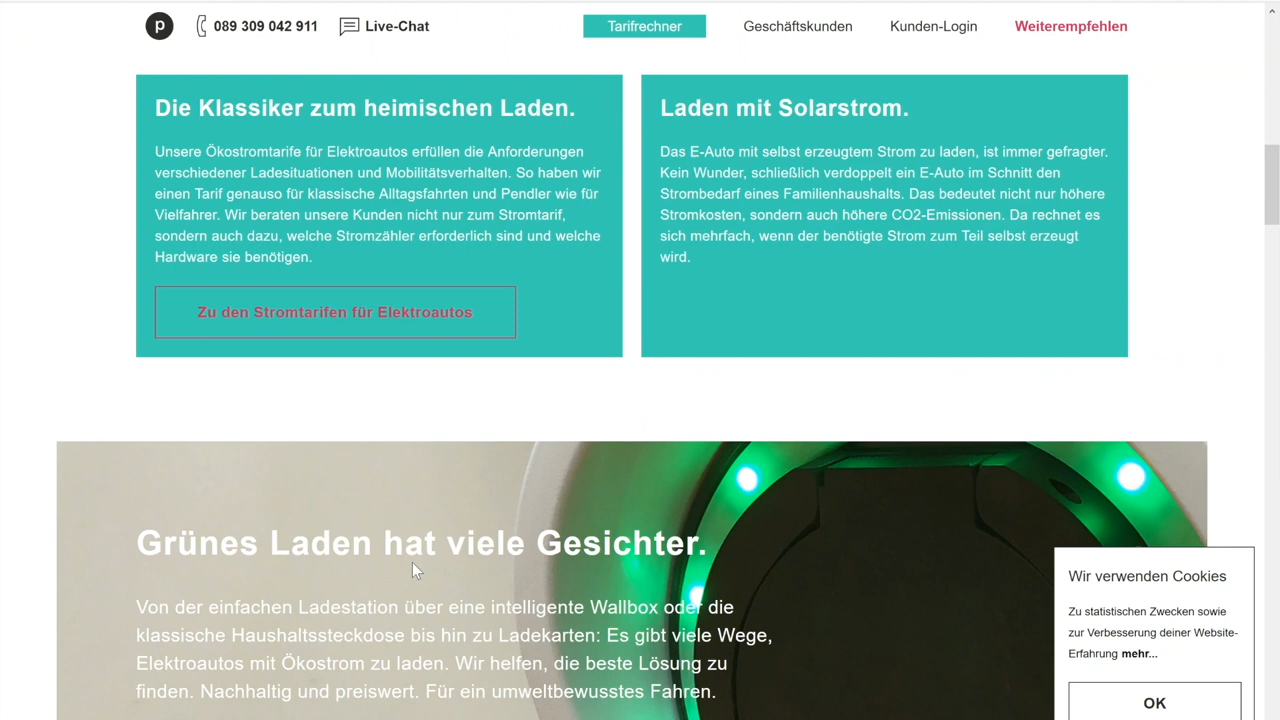 p 089 309 042 911 Live-Chat Tarifrechner Geschäftskunden Kunden-Login Weiterempfehlen
Die Klassiker zum heimischen Laden.
Unsere Ökostromtarife für Elektroautos erfüllen die Anforderungen
verschiedener Ladesituationen und Mobilitätsverhalten. So haben wir
einen Tarif genauso für klassische Alltagsfahrten und Pendler wie für
Vielfahrer. Wir beraten unsere Kunden nicht nur zum Stromtarif,
sondern auch dazu, welche Stromzähler erforderlich sind und welche
Hardware sie benötigen.
Zu den Stromtarifen für Elektroautos
Laden mit Solarstrom.
Das E-Auto mit selbst erzeugtem Strom zu laden, ist immer gefragter.
Kein Wunder, schließlich verdoppelt ein E-Auto im Schnitt den
Strombedarf eines Familienhaushalts. Das bedeutet nicht nur höhere
Stromkosten, sondern auch höhere CO2-Emissionen. Da rechnet es
sich mehrfach, wenn der benötigte Strom zum Teil selbst erzeugt
wird.
Grünes Laden hat viele Gesichter.
Von der einfachen Ladestation über eine intelligente Wallbox oder die
klassische Haushaltssteckdose bis hin zu Ladekarten: Es gibt viele Wege,
Elektroautos mit Ökostrom zu laden. Wir helfen, die beste Lösung zu
finden. Nachhaltig und preiswert. Für ein umweltbewusstes Fahren.
Wir verwenden Cookies
Zu statistischen Zwecken sowie
zur Verbesserung deiner Website-
Erfahrung mehr...
OK